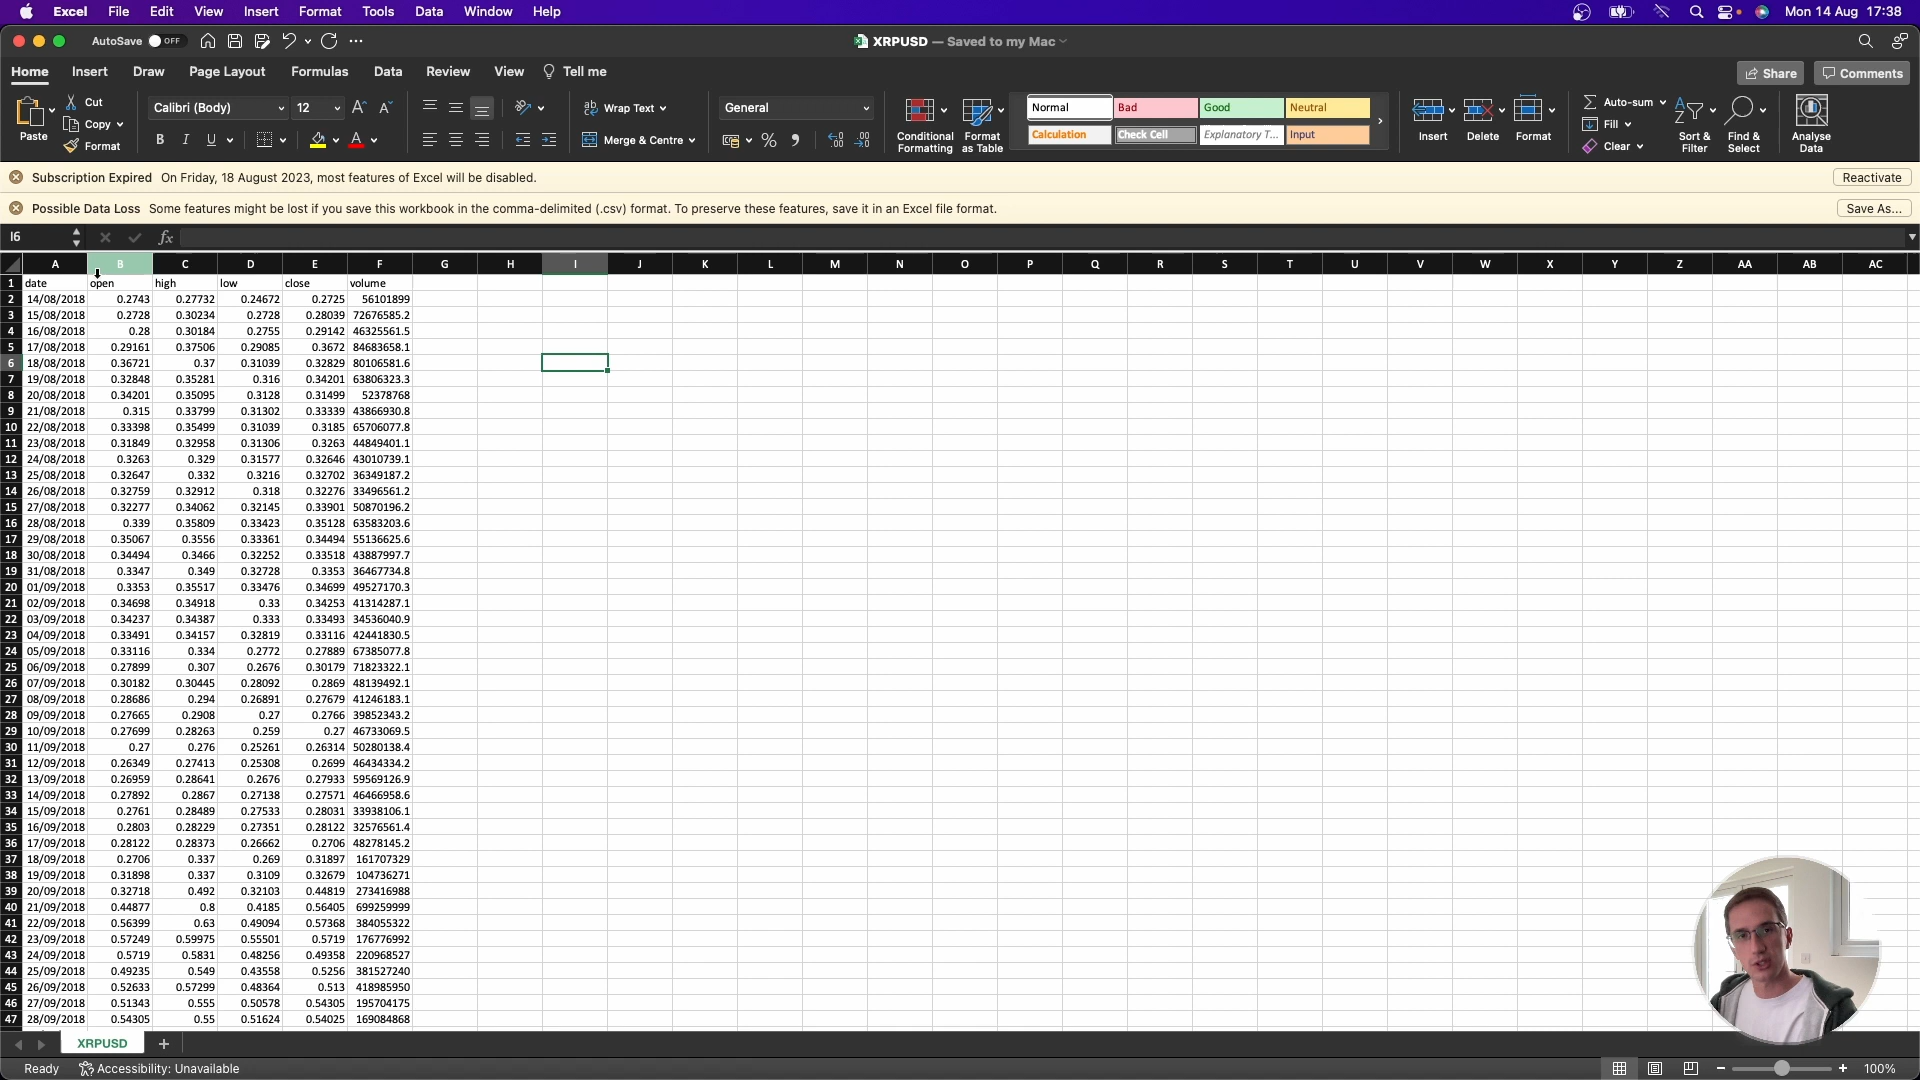 Excel File Edit View Insert Format Tools Data Window Help Mon 14 Aug 17:38
AutoSave OFF XRPUSD — Saved to my Mac
Home Insert Draw Page Layout Formulas Data Review View Tell me Share Comments
Paste Cut Copy Format Calibri (Body) 12 Wrap Text Merge & Centre General Conditional Formatting Format as Table Normal Bad Good Neutral Calculation Check Cell Explanatory T... Input Insert Delete Format Auto-sum Fill Clear Sort & Filter Find & Select Analyse Data
Subscription Expired On Friday, 18 August 2023, most features of Excel will be disabled. Reactivate
Possible Data Loss Some features might be lost if you save this workbook in the comma-delimited (.csv) format. To preserve these features, save it in an Excel file format. Save As...
I6 fx
A B C D E F G H I J K L M N O P Q R S T U V W X Y Z AA AB AC
1 date open high low close volume
2 14/08/2018 0.2743 0.27732 0.24672 0.2725 56101899
3 15/08/2018 0.2728 0.30234 0.2728 0.28039 72676585.2
4 16/08/2018 0.28 0.30184 0.2755 0.29142 46325561.5
5 17/08/2018 0.29161 0.37506 0.29085 0.3672 84683658.1
6 18/08/2018 0.36721 0.37 0.31039 0.32829 80106581.6
7 19/08/2018 0.32848 0.35281 0.316 0.34201 63806323.3
8 20/08/2018 0.34201 0.35095 0.3128 0.31499 52378768
9 21/08/2018 0.315 0.33799 0.31302 0.33339 43866930.8
10 22/08/2018 0.33398 0.35499 0.31039 0.3185 65706077.8
11 23/08/2018 0.31849 0.32958 0.31306 0.3263 44849401.1
12 24/08/2018 0.3263 0.329 0.31577 0.32646 43010739.1
13 25/08/2018 0.32647 0.332 0.3216 0.32702 36349187.2
14 26/08/2018 0.32759 0.32912 0.318 0.32276 33496561.2
15 27/08/2018 0.32277 0.34062 0.32145 0.33901 50870196.2
16 28/08/2018 0.339 0.35809 0.33423 0.35128 63583203.6
17 29/08/2018 0.35067 0.3556 0.33361 0.34494 55136625.6
18 30/08/2018 0.34494 0.3466 0.32252 0.33518 43887997.7
19 31/08/2018 0.3347 0.349 0.32728 0.3353 36467734.8
20 01/09/2018 0.3353 0.35517 0.33476 0.34699 49527170.3
21 02/09/2018 0.34698 0.34918 0.33 0.34253 41314287.1
22 03/09/2018 0.34237 0.34387 0.333 0.33493 34536040.9
23 04/09/2018 0.33491 0.34157 0.32819 0.33116 42441830.5
24 05/09/2018 0.33116 0.334 0.2772 0.27889 67385077.8
25 06/09/2018 0.27899 0.307 0.2676 0.30179 71823322.1
26 07/09/2018 0.30182 0.30445 0.28092 0.2869 48139492.1
27 08/09/2018 0.28686 0.294 0.26891 0.27679 41246183.1
28 09/09/2018 0.27665 0.2908 0.27 0.2766 39852343.2
29 10/09/2018 0.27699 0.28263 0.259 0.27 46733069.5
30 11/09/2018 0.27 0.276 0.25261 0.26314 50280138.4
31 12/09/2018 0.26349 0.27413 0.25308 0.2699 46434334.2
32 13/09/2018 0.26959 0.28641 0.2676 0.27933 59569126.9
33 14/09/2018 0.27892 0.2867 0.27138 0.27571 46466958.6
34 15/09/2018 0.2761 0.28489 0.27533 0.28031 33938106.1
35 16/09/2018 0.2803 0.28229 0.27351 0.28122 32576561.4
36 17/09/2018 0.28122 0.28373 0.26662 0.2706 48278145.2
37 18/09/2018 0.2706 0.337 0.269 0.31897 161707329
38 19/09/2018 0.31898 0.337 0.3109 0.32679 104736271
39 20/09/2018 0.32718 0.492 0.32103 0.44819 273416988
40 21/09/2018 0.44877 0.8 0.4185 0.56405 699259999
41 22/09/2018 0.56399 0.63 0.49094 0.57368 384055322
42 23/09/2018 0.57249 0.59975 0.55501 0.5719 176776992
43 24/09/2018 0.5719 0.5831 0.48256 0.49358 220968527
44 25/09/2018 0.49235 0.549 0.43558 0.5256 381527240
45 26/09/2018 0.52633 0.57299 0.48364 0.513 418985950
46 27/09/2018 0.51343 0.555 0.50578 0.54305 195704175
47 28/09/2018 0.54305 0.55 0.51624 0.54025 169084868
XRPUSD
Ready Accessibility: Unavailable 100%